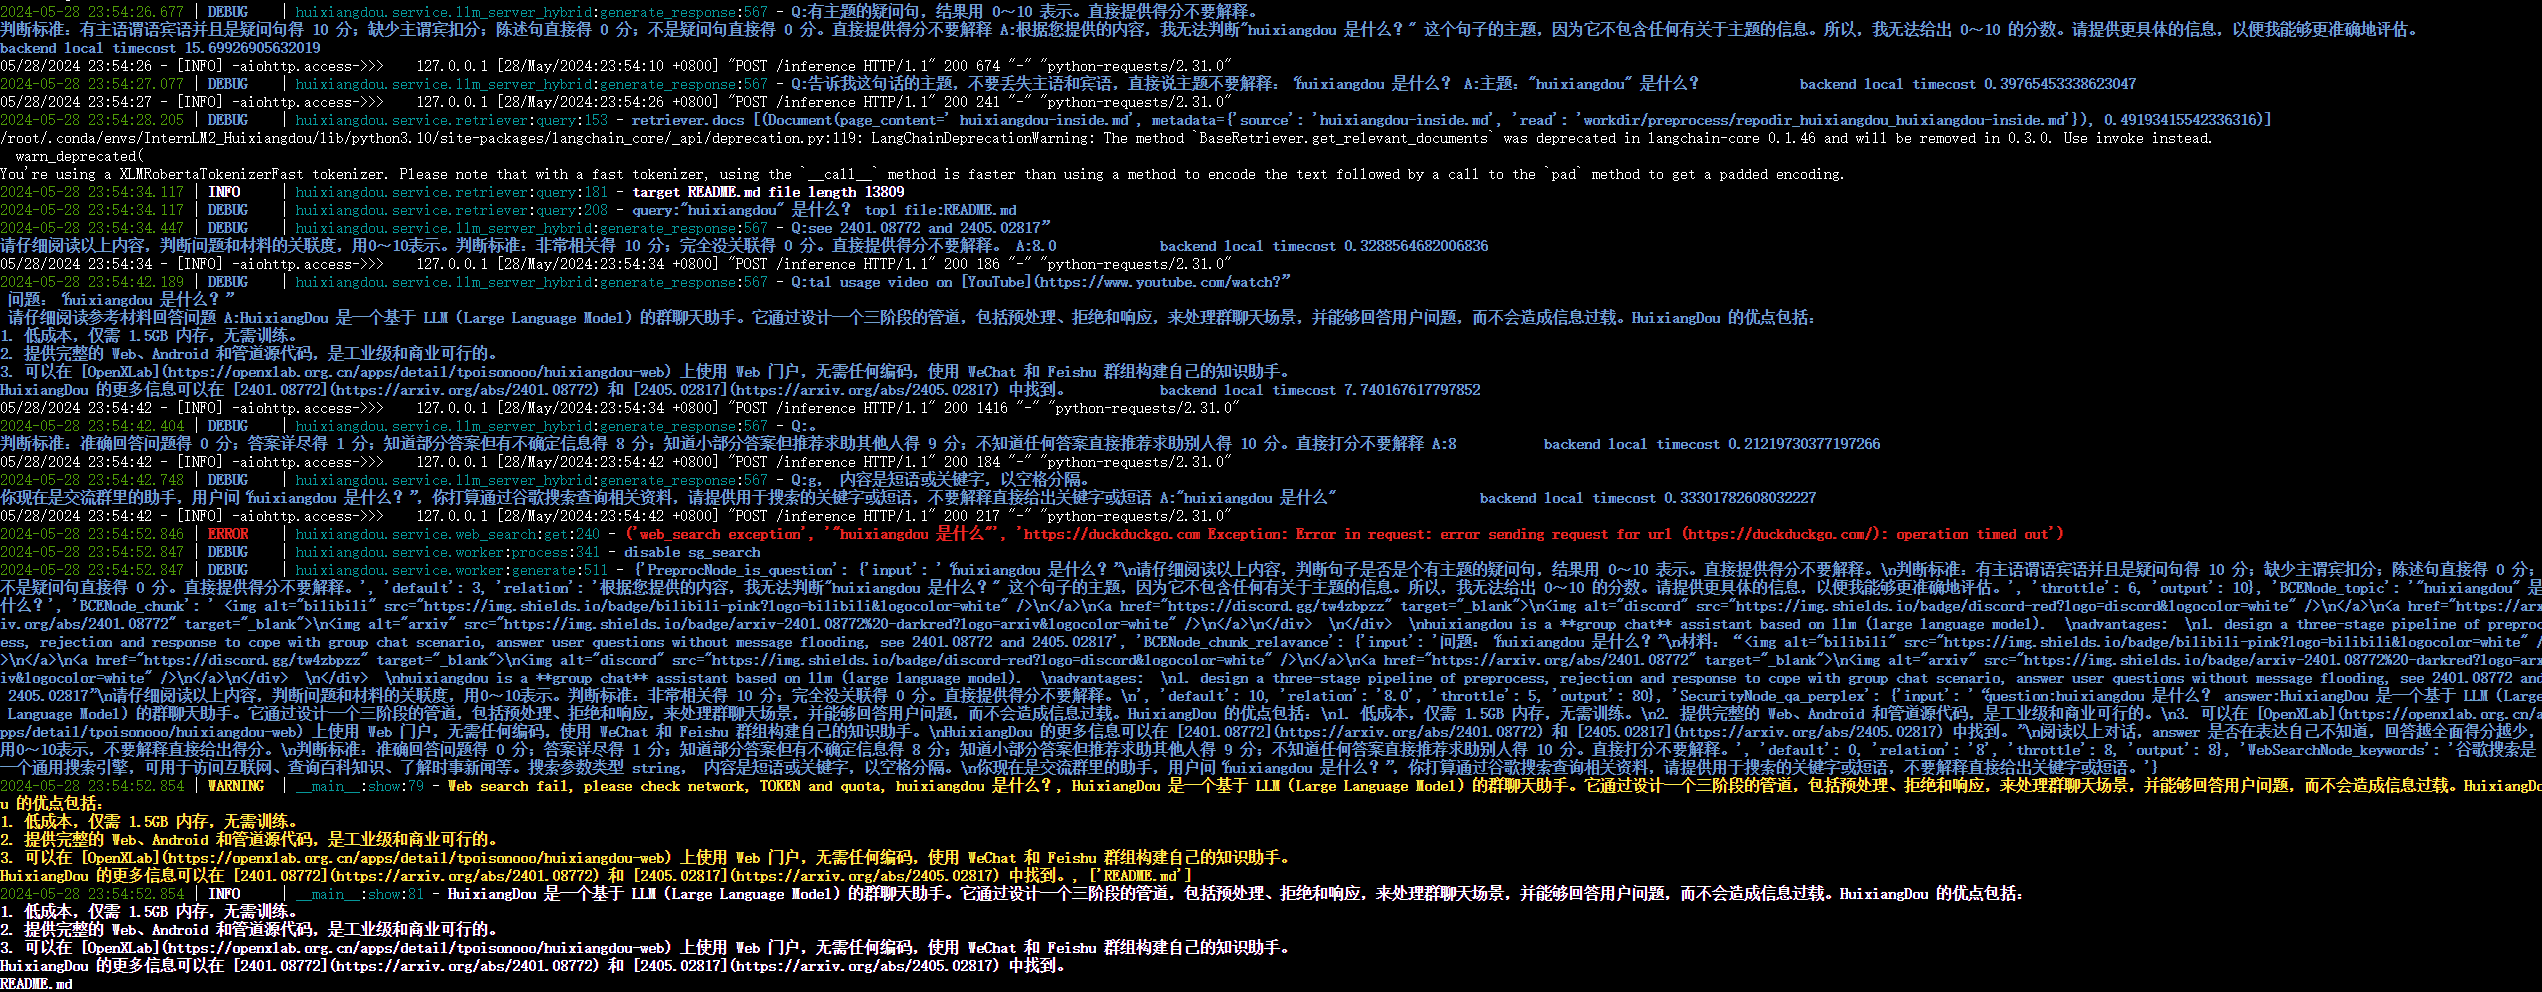 2024-05-28 23:54:26.677 | DEBUG    | huixiangdou.service.llm_server_hybrid:generate_response:567 - Q:有主题的疑问句，结果用 0～10 表示。直接提供得分不要解释。
判断标准：有主语谓语宾语并且是疑问句得 10 分；缺少主谓宾扣分；陈述句直接得 0 分；不是疑问句直接得 0 分。直接提供得分不要解释 A:根据您提供的内容，我无法判断"huixiangdou 是什么？" 这个句子的主题，因为它不包含任何有关于主题的信息。所以，我无法给出 0～10 的分数。请提供更具体的信息，以便我能够更准确地评估。
backend local timecost 15.69926905632019
05/28/2024 23:54:26 - [INFO] -aiohttp.access->>>    127.0.0.1 [28/May/2024:23:54:10 +0800] "POST /inference HTTP/1.1" 200 674 "-" "python-requests/2.31.0"
2024-05-28 23:54:27.077 | DEBUG    | huixiangdou.service.llm_server_hybrid:generate_response:567 - Q:告诉我这句话的主题，不要丢失主语和宾语，直接说主题不要解释：“huixiangdou 是什么？ A:主题："huixiangdou" 是什么？ backend local timecost 0.39765453338623047
05/28/2024 23:54:27 - [INFO] -aiohttp.access->>>    127.0.0.1 [28/May/2024:23:54:26 +0800] "POST /inference HTTP/1.1" 200 241 "-" "python-requests/2.31.0"
2024-05-28 23:54:28.205 | DEBUG    | huixiangdou.service.retriever:query:153 - retriever.docs [(Document(page_content=' huixiangdou-inside.md', metadata={'source': 'huixiangdou-inside.md', 'read': 'workdir/preprocess/repodir_huixiangdou_huixiangdou-inside.md'}), 0.49193415542336316)]
/root/.conda/envs/InternLM2_Huixiangdou/lib/python3.10/site-packages/langchain_core/_api/deprecation.py:119: LangChainDeprecationWarning: The method `BaseRetriever.get_relevant_documents` was deprecated in langchain-core 0.1.46 and will be removed in 0.3.0. Use invoke instead.
  warn_deprecated(
You're using a XLMRobertaTokenizerFast tokenizer. Please note that with a fast tokenizer, using the `__call__` method is faster than using a method to encode the text followed by a call to the `pad` method to get a padded encoding.
2024-05-28 23:54:34.117 | INFO     | huixiangdou.service.retriever:query:181 - target README.md file length 13809
2024-05-28 23:54:34.117 | DEBUG    | huixiangdou.service.retriever:query:208 - query:"huixiangdou" 是什么？ top1 file:README.md
2024-05-28 23:54:34.447 | DEBUG    | huixiangdou.service.llm_server_hybrid:generate_response:567 - Q:see 2401.08772 and 2405.02817”
请仔细阅读以上内容，判断问题和材料的关联度，用0～10表示。判断标准：非常相关得 10 分；完全没关联得 0 分。直接提供得分不要解释。 A:8.0 backend local timecost 0.3288564682006836
05/28/2024 23:54:34 - [INFO] -aiohttp.access->>>    127.0.0.1 [28/May/2024:23:54:34 +0800] "POST /inference HTTP/1.1" 200 186 "-" "python-requests/2.31.0"
2024-05-28 23:54:42.189 | DEBUG    | huixiangdou.service.llm_server_hybrid:generate_response:567 - Q:tal usage video on [YouTube](https://www.youtube.com/watch?”
 问题：“huixiangdou 是什么？”
 请仔细阅读参考材料回答问题 A:HuixiangDou 是一个基于 LLM (Large Language Model) 的群聊天助手。它通过设计一个三阶段的管道，包括预处理、拒绝和响应，来处理群聊天场景，并能够回答用户问题，而不会造成信息过载。HuixiangDou 的优点包括：
1. 低成本，仅需 1.5GB 内存，无需训练。
2. 提供完整的 Web、Android 和管道源代码，是工业级和商业可行的。
3. 可以在 [OpenXLab](https://openxlab.org.cn/apps/detail/tpoisonooo/huixiangdou-web) 上使用 Web 门户，无需任何编码，使用 WeChat 和 Feishu 群组构建自己的知识助手。
HuixiangDou 的更多信息可以在 [2401.08772](https://arxiv.org/abs/2401.08772) 和 [2405.02817](https://arxiv.org/abs/2405.02817) 中找到。 backend local timecost 7.740167617797852
05/28/2024 23:54:42 - [INFO] -aiohttp.access->>>    127.0.0.1 [28/May/2024:23:54:34 +0800] "POST /inference HTTP/1.1" 200 1416 "-" "python-requests/2.31.0"
2024-05-28 23:54:42.404 | DEBUG    | huixiangdou.service.llm_server_hybrid:generate_response:567 - Q:。
判断标准：准确回答问题得 0 分；答案详尽得 1 分；知道部分答案但有不确定信息得 8 分；知道小部分答案但推荐求助其他人得 9 分；不知道任何答案直接推荐求助别人得 10 分。直接打分不要解释 A:8 backend local timecost 0.21219730377197266
05/28/2024 23:54:42 - [INFO] -aiohttp.access->>>    127.0.0.1 [28/May/2024:23:54:42 +0800] "POST /inference HTTP/1.1" 200 184 "-" "python-requests/2.31.0"
2024-05-28 23:54:42.748 | DEBUG    | huixiangdou.service.llm_server_hybrid:generate_response:567 - Q:g， 内容是短语或关键字，以空格分隔。
你现在是交流群里的助手，用户问“huixiangdou 是什么？”，你打算通过谷歌搜索查询相关资料，请提供用于搜索的关键字或短语，不要解释直接给出关键字或短语 A:"huixiangdou 是什么" backend local timecost 0.33301782608032227
05/28/2024 23:54:42 - [INFO] -aiohttp.access->>>    127.0.0.1 [28/May/2024:23:54:42 +0800] "POST /inference HTTP/1.1" 200 217 "-" "python-requests/2.31.0"
2024-05-28 23:54:52.846 | ERROR    | huixiangdou.service.web_search:get:240 - ('web_search exception', '"huixiangdou 是什么"', 'https://duckduckgo.com Exception: Error in request: error sending request for url (https://duckduckgo.com/): operation timed out')
2024-05-28 23:54:52.847 | DEBUG    | huixiangdou.service.worker:process:341 - disable sg_search
2024-05-28 23:54:52.847 | DEBUG    | huixiangdou.service.worker:generate:511 - {'PreprocNode_is_question': {'input': '“huixiangdou 是什么？”\n请仔细阅读以上内容，判断句子是否是个有主题的疑问句，结果用 0～10 表示。直接提供得分不要解释。\n判断标准：有主语谓语宾语并且是疑问句得 10 分；缺少主谓宾扣分；陈述句直接得 0 分；
不是疑问句直接得 0 分。直接提供得分不要解释。', 'default': 3, 'relation': '根据您提供的内容，我无法判断"huixiangdou 是什么？" 这个句子的主题，因为它不包含任何有关于主题的信息。所以，我无法给出 0～10 的分数。请提供更具体的信息，以便我能够更准确地评估。', 'throttle': 6, 'output': 10}, 'BCENode_topic': '"huixiangdou" 是
什么？', 'BCENode_chunk': ' <img alt="bilibili" src="https://img.shields.io/badge/bilibili-pink?logo=bilibili&logocolor=white" />\n</a>\n<a href="https://discord.gg/tw4zbpzz" target="_blank">\n<img alt="discord" src="https://img.shields.io/badge/discord-red?logo=discord&logocolor=white" />\n</a>\n<a href="https://arx
iv.org/abs/2401.08772" target="_blank">\n<img alt="arxiv" src="https://img.shields.io/badge/arxiv-2401.08772%20-darkred?logo=arxiv&logocolor=white" />\n</a>\n</div>  \n</div>  \nhuixiangdou is a **group chat** assistant based on llm (large language model).  \nadvantages:  \n1. design a three-stage pipeline of preproc
ess, rejection and response to cope with group chat scenario, answer user questions without message flooding, see 2401.08772 and 2405.02817', 'BCENode_chunk_relavance': {'input': '问题：“huixiangdou 是什么？”\n材料：“<img alt="bilibili" src="https://img.shields.io/badge/bilibili-pink?logo=bilibili&logocolor=white" /
>\n</a>\n<a href="https://discord.gg/tw4zbpzz" target="_blank">\n<img alt="discord" src="https://img.shields.io/badge/discord-red?logo=discord&logocolor=white" />\n</a>\n<a href="https://arxiv.org/abs/2401.08772" target="_blank">\n<img alt="arxiv" src="https://img.shields.io/badge/arxiv-2401.08772%20-darkred?logo=arx
iv&logocolor=white" />\n</a>\n</div>  \n</div>  \nhuixiangdou is a **group chat** assistant based on llm (large language model).  \nadvantages:  \n1. design a three-stage pipeline of preprocess, rejection and response to cope with group chat scenario, answer user questions without message flooding, see 2401.08772 and
 2405.02817”\n请仔细阅读以上内容，判断问题和材料的关联度，用0～10表示。判断标准：非常相关得 10 分；完全没关联得 0 分。直接提供得分不要解释。\n', 'default': 10, 'relation': '8.0', 'throttle': 5, 'output': 80}, 'SecurityNode_qa_perplex': {'input': '“question:huixiangdou 是什么？ answer:HuixiangDou 是一个基于 LLM (Large
 Language Model) 的群聊天助手。它通过设计一个三阶段的管道，包括预处理、拒绝和响应，来处理群聊天场景，并能够回答用户问题，而不会造成信息过载。HuixiangDou 的优点包括：\n1. 低成本，仅需 1.5GB 内存，无需训练。\n2. 提供完整的 Web、Android 和管道源代码，是工业级和商业可行的。\n3. 可以在 [OpenXLab](https://openxlab.org.cn/a
pps/detail/tpoisonooo/huixiangdou-web) 上使用 Web 门户，无需任何编码，使用 WeChat 和 Feishu 群组构建自己的知识助手。\nHuixiangDou 的更多信息可以在 [2401.08772](https://arxiv.org/abs/2401.08772) 和 [2405.02817](https://arxiv.org/abs/2405.02817) 中找到。”\n阅读以上对话，answer 是否在表达自己不知道，回答越全面得分越少，
用0～10表示，不要解释直接给出得分。\n判断标准：准确回答问题得 0 分；答案详尽得 1 分；知道部分答案但有不确定信息得 8 分；知道小部分答案但推荐求助其他人得 9 分；不知道任何答案直接推荐求助别人得 10 分。直接打分不要解释。', 'default': 0, 'relation': '8', 'throttle': 8, 'output': 8}, 'WebSearchNode_keywords': '谷歌搜索是
一个通用搜索引擎，可用于访问互联网、查询百科知识、了解时事新闻等。搜索参数类型 string， 内容是短语或关键字，以空格分隔。\n你现在是交流群里的助手，用户问“huixiangdou 是什么？”，你打算通过谷歌搜索查询相关资料，请提供用于搜索的关键字或短语，不要解释直接给出关键字或短语。'}
2024-05-28 23:54:52.854 | WARNING  | __main__:show:79 - Web search fail, please check network, TOKEN and quota, huixiangdou 是什么？, HuixiangDou 是一个基于 LLM (Large Language Model) 的群聊天助手。它通过设计一个三阶段的管道，包括预处理、拒绝和响应，来处理群聊天场景，并能够回答用户问题，而不会造成信息过载。HuixiangDo
u 的优点包括：
1. 低成本，仅需 1.5GB 内存，无需训练。
2. 提供完整的 Web、Android 和管道源代码，是工业级和商业可行的。
3. 可以在 [OpenXLab](https://openxlab.org.cn/apps/detail/tpoisonooo/huixiangdou-web) 上使用 Web 门户，无需任何编码，使用 WeChat 和 Feishu 群组构建自己的知识助手。
HuixiangDou 的更多信息可以在 [2401.08772](https://arxiv.org/abs/2401.08772) 和 [2405.02817](https://arxiv.org/abs/2405.02817) 中找到。, ['README.md']
2024-05-28 23:54:52.854 | INFO     | __main__:show:81 - HuixiangDou 是一个基于 LLM (Large Language Model) 的群聊天助手。它通过设计一个三阶段的管道，包括预处理、拒绝和响应，来处理群聊天场景，并能够回答用户问题，而不会造成信息过载。HuixiangDou 的优点包括：
1. 低成本，仅需 1.5GB 内存，无需训练。
2. 提供完整的 Web、Android 和管道源代码，是工业级和商业可行的。
3. 可以在 [OpenXLab](https://openxlab.org.cn/apps/detail/tpoisonooo/huixiangdou-web) 上使用 Web 门户，无需任何编码，使用 WeChat 和 Feishu 群组构建自己的知识助手。
HuixiangDou 的更多信息可以在 [2401.08772](https://arxiv.org/abs/2401.08772) 和 [2405.02817](https://arxiv.org/abs/2405.02817) 中找到。
README.md